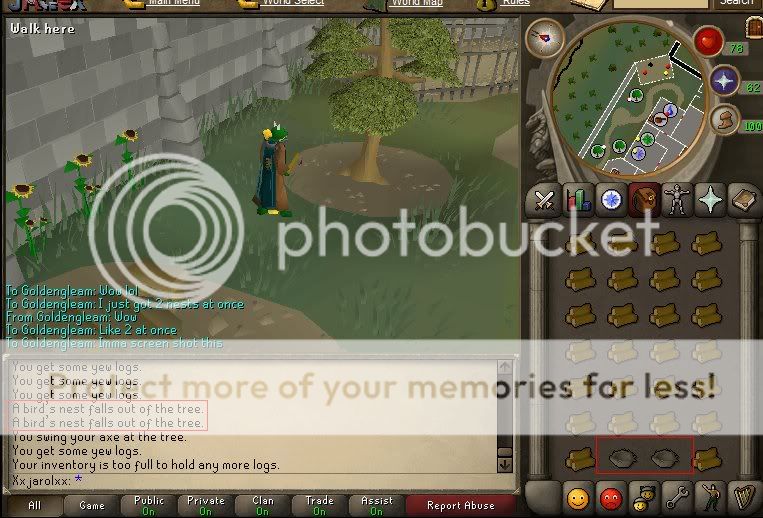 JAGEX Main Menu World Select World Map Rules Search
Walk here
78
62
100
photobucket
To Goldengleam: Wow lol
To Goldengleam: I just got 2 nests at once
From Goldengleam: Wow
To Goldengleam: Like 2 at once
To Goldengleam: Imma screen shot this
You get some yew logs.
You get some yew logs.
You get some yew logs.
Protect more of your memories for less!
A bird's nest falls out of the tree.
A bird's nest falls out of the tree.
You swing your axe at the tree.
You get some yew logs.
Your inventory is too full to hold any more logs.
Xxjarolxx: *
All Game Public On Private On Clan On Trade On Assist On Report Abuse